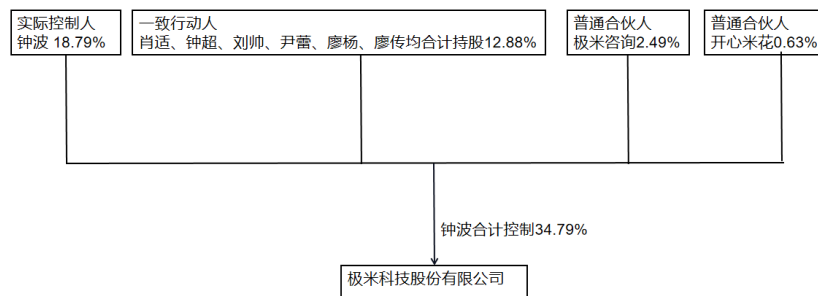 实际控制人
钟波 18.79%
一致行动人
肖适、钟超、刘帅、尹蕾、廖杨、廖传均合计持股12.88%
普通合伙人
极米咨询2.49%
普通合伙人
开心米花0.63%
钟波合计控制34.79%
极米科技股份有限公司